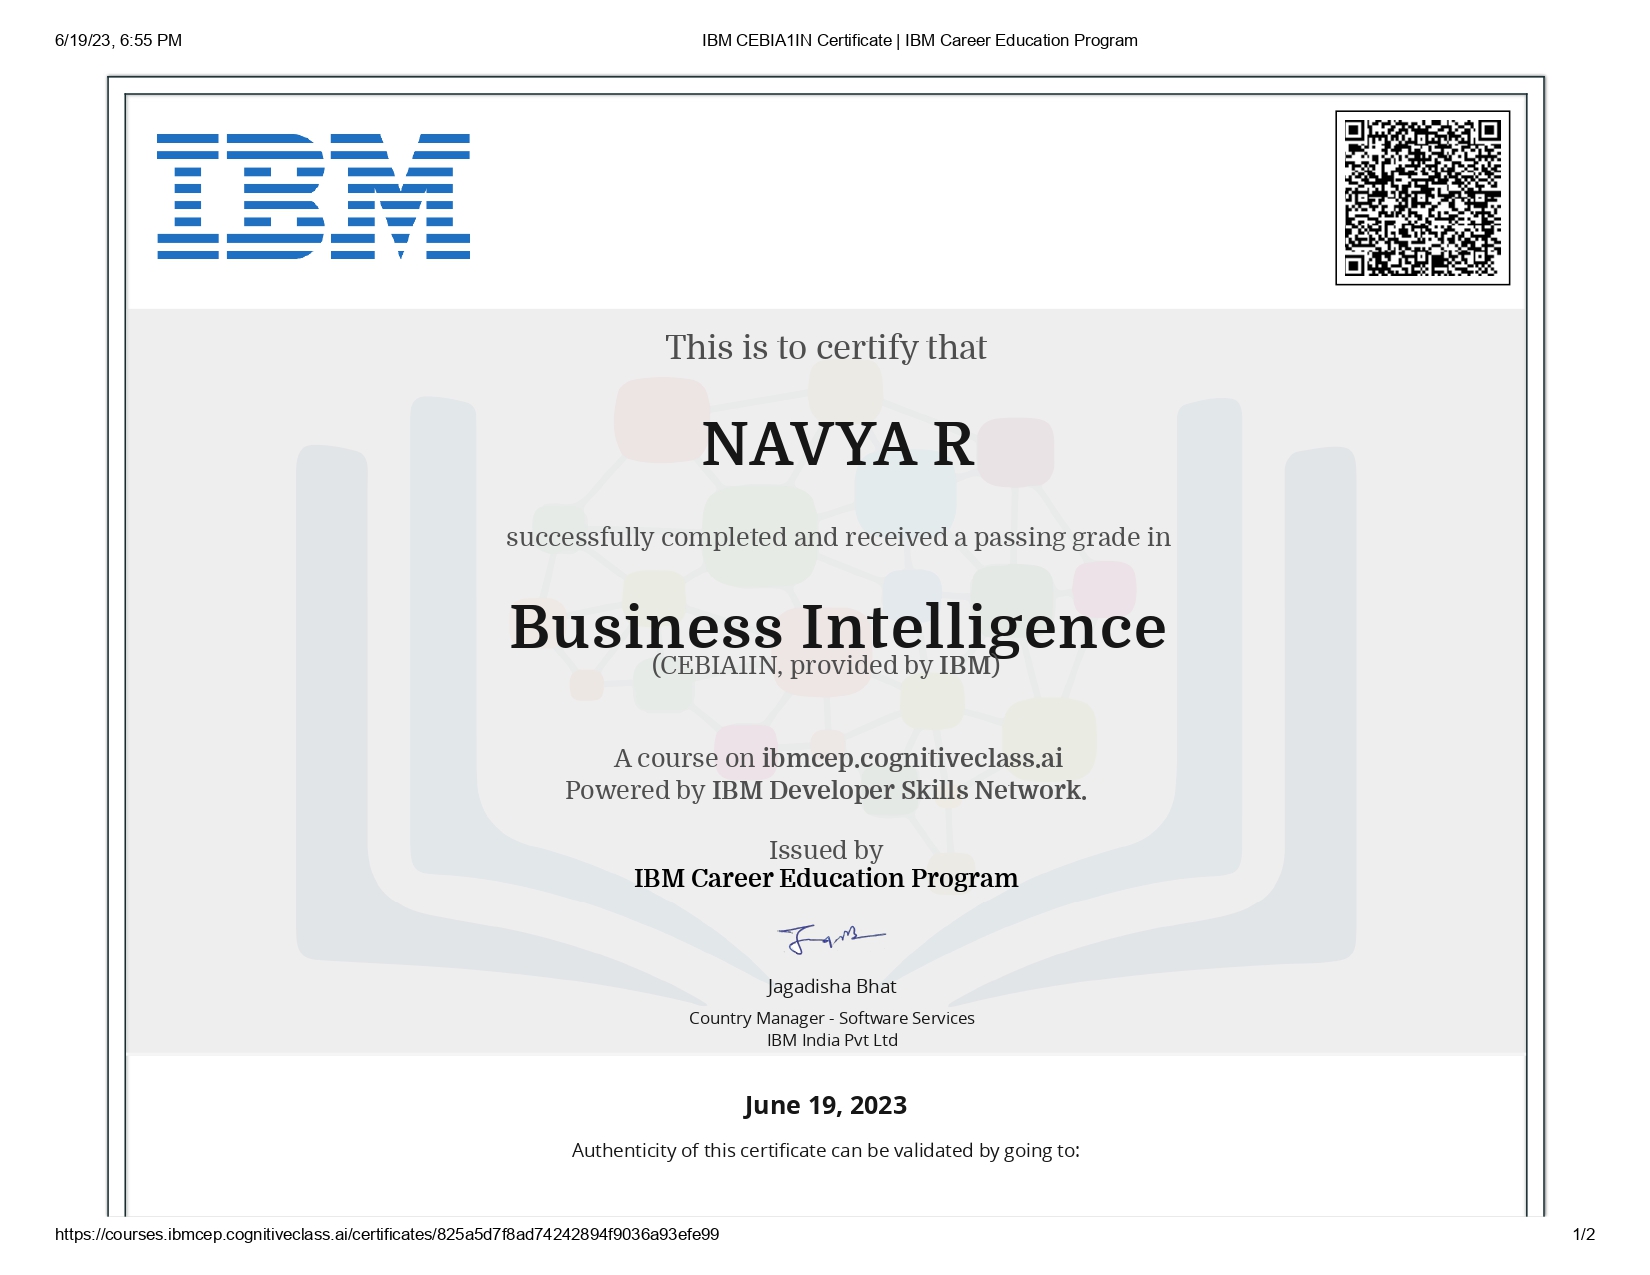 6/19/23, 6:55 PM
IBM CEBIA1IN Certificate | IBM Career Education Program
IBM
This is to certify that
NAVYA R
successfully completed and received a passing grade in
Business Intelligence
(CEBIA1IN, provided by IBM)
A course on ibmcep.cognitiveclass.ai
Powered by IBM Developer Skills Network.
Issued by
IBM Career Education Program
Jagadisha Bhat
Country Manager - Software Services
IBM India Pvt Ltd
June 19, 2023
Authenticity of this certificate can be validated by going to:
https://courses.ibmcep.cognitiveclass.ai/certificates/825a5d7f8ad74242894f9036a93efe99
1/2